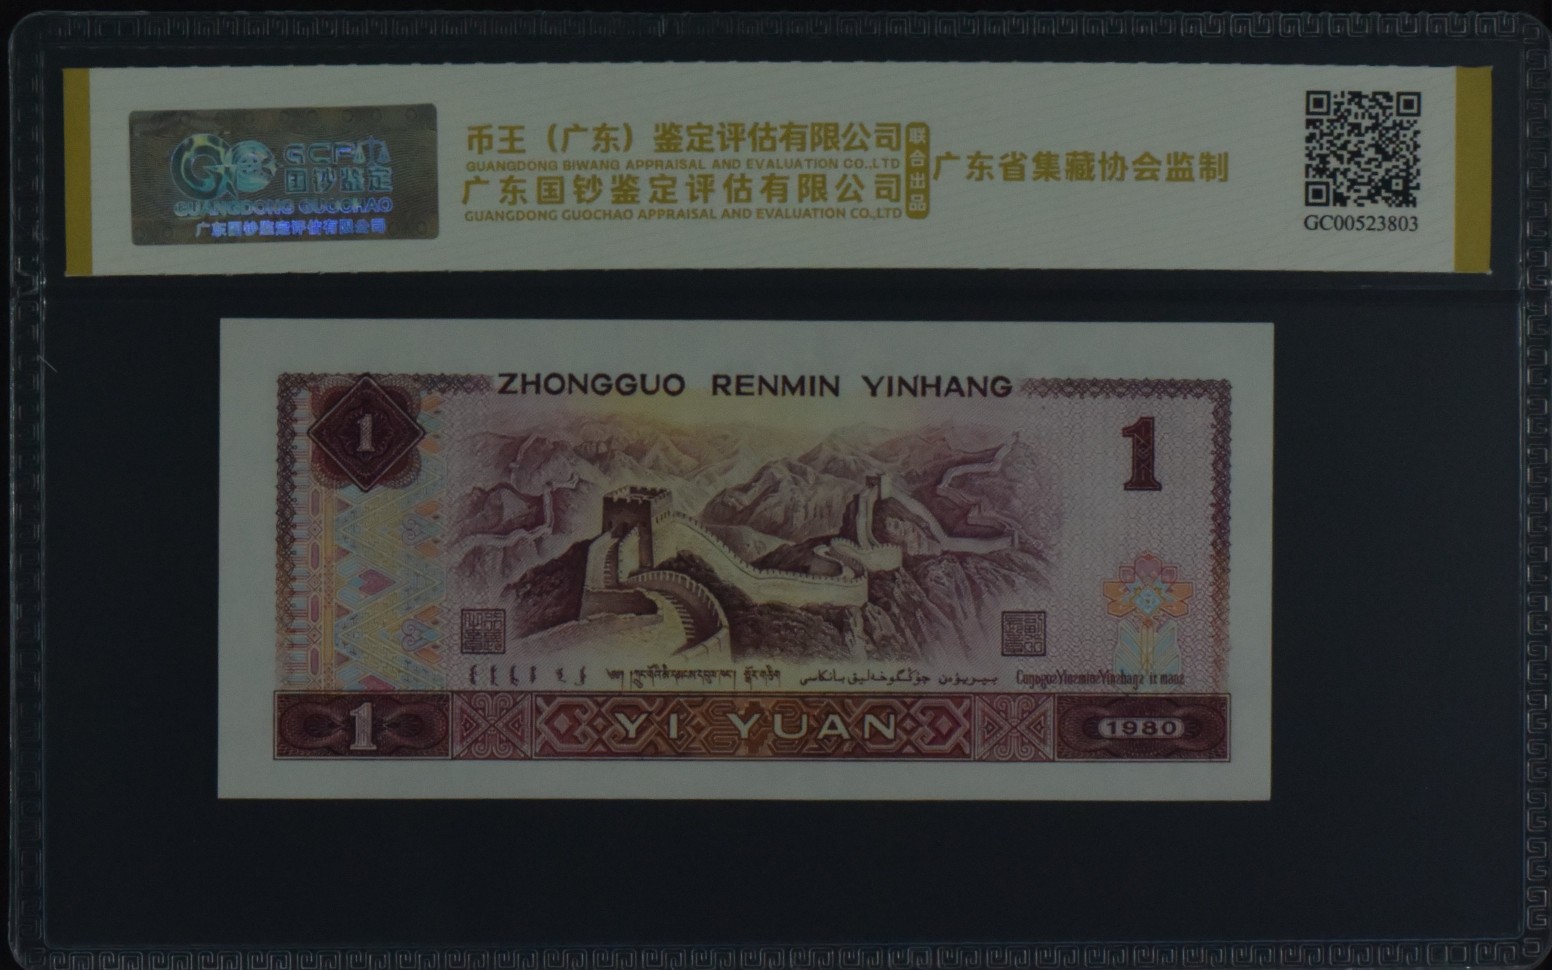 GCPA
国钞鉴定
GUANGDONG GUOCHAO
广东国钞鉴定评估有限公司
币王（广东）鉴定评估有限公司
GUANGDONG BIWANG APPRAISAL AND EVALUATION CO.,LTD
广东国钞鉴定评估有限公司
GUANGDONG GUOCHAO APPRAISAL AND EVALUATION CO.,LTD
联合出品
广东省集藏协会监制
GC00523803
ZHONGGUO RENMIN YINHANG
1
1
1
YI YUAN
1980